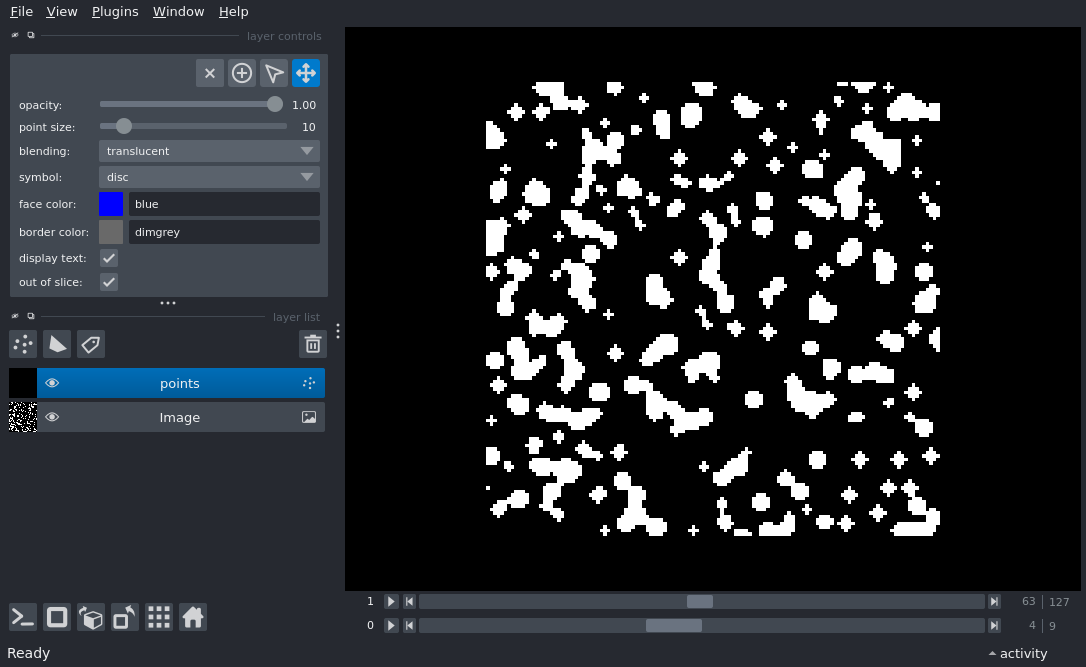 File View Plugins Window Help
layer controls
opacity: 1.00
point size: 10
blending: translucent
symbol: disc
face color: blue
border color: dimgrey
display text:
out of slice:
layer list
points
Image
1 63 127
0 4 9
Ready activity